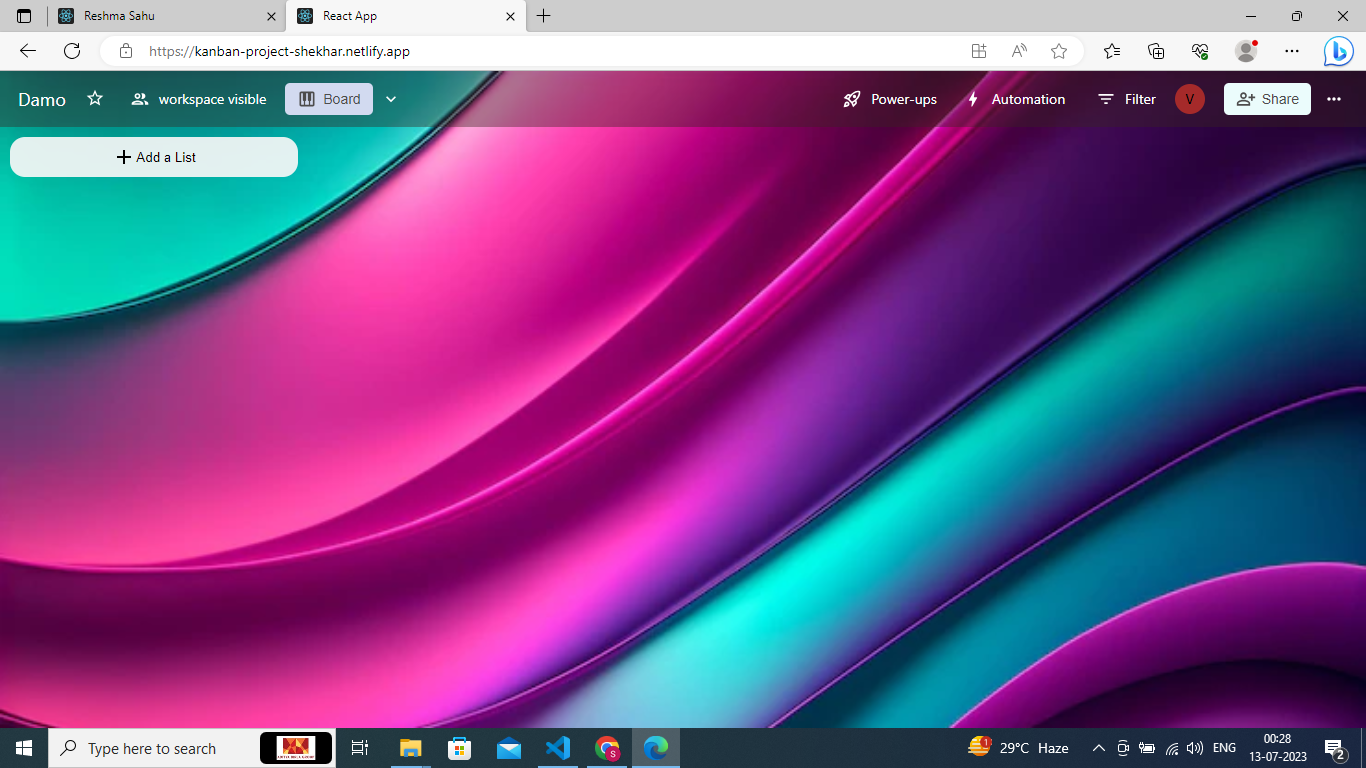 Reshma Sahu
React App
https://kanban-project-shekhar.netlify.app
Damo workspace visible Board Power-ups Automation Filter V Share
Add a List
Type here to search
S
1 29°C Haze
ENG
00:28
13-07-2023
2